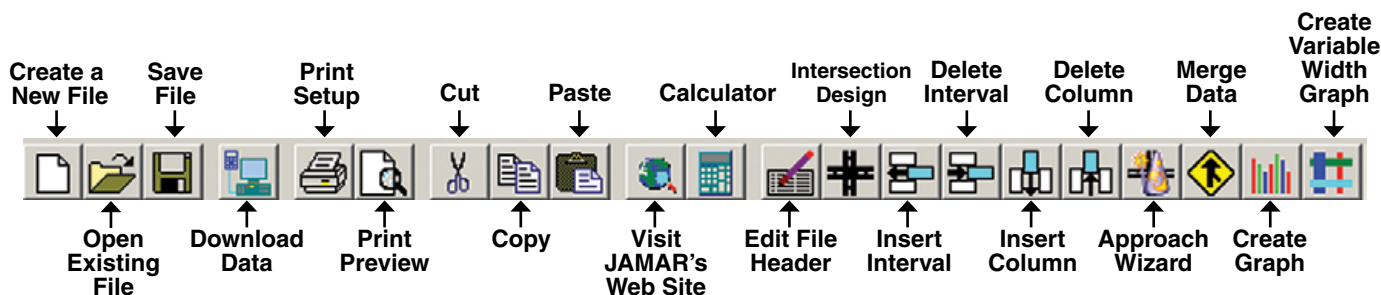 Create a
New File
Save
File
Print
Setup
Cut
Paste
Calculator
Intersection
Design
Delete
Interval
Delete
Column
Merge
Data
Create
Variable
Width
Graph
Open
Existing
File
Download
Data
Print
Preview
Copy
Visit
JAMAR's
Web Site
Edit File
Header
Insert
Interval
Insert
Column
Approach
Wizard
Create
Graph